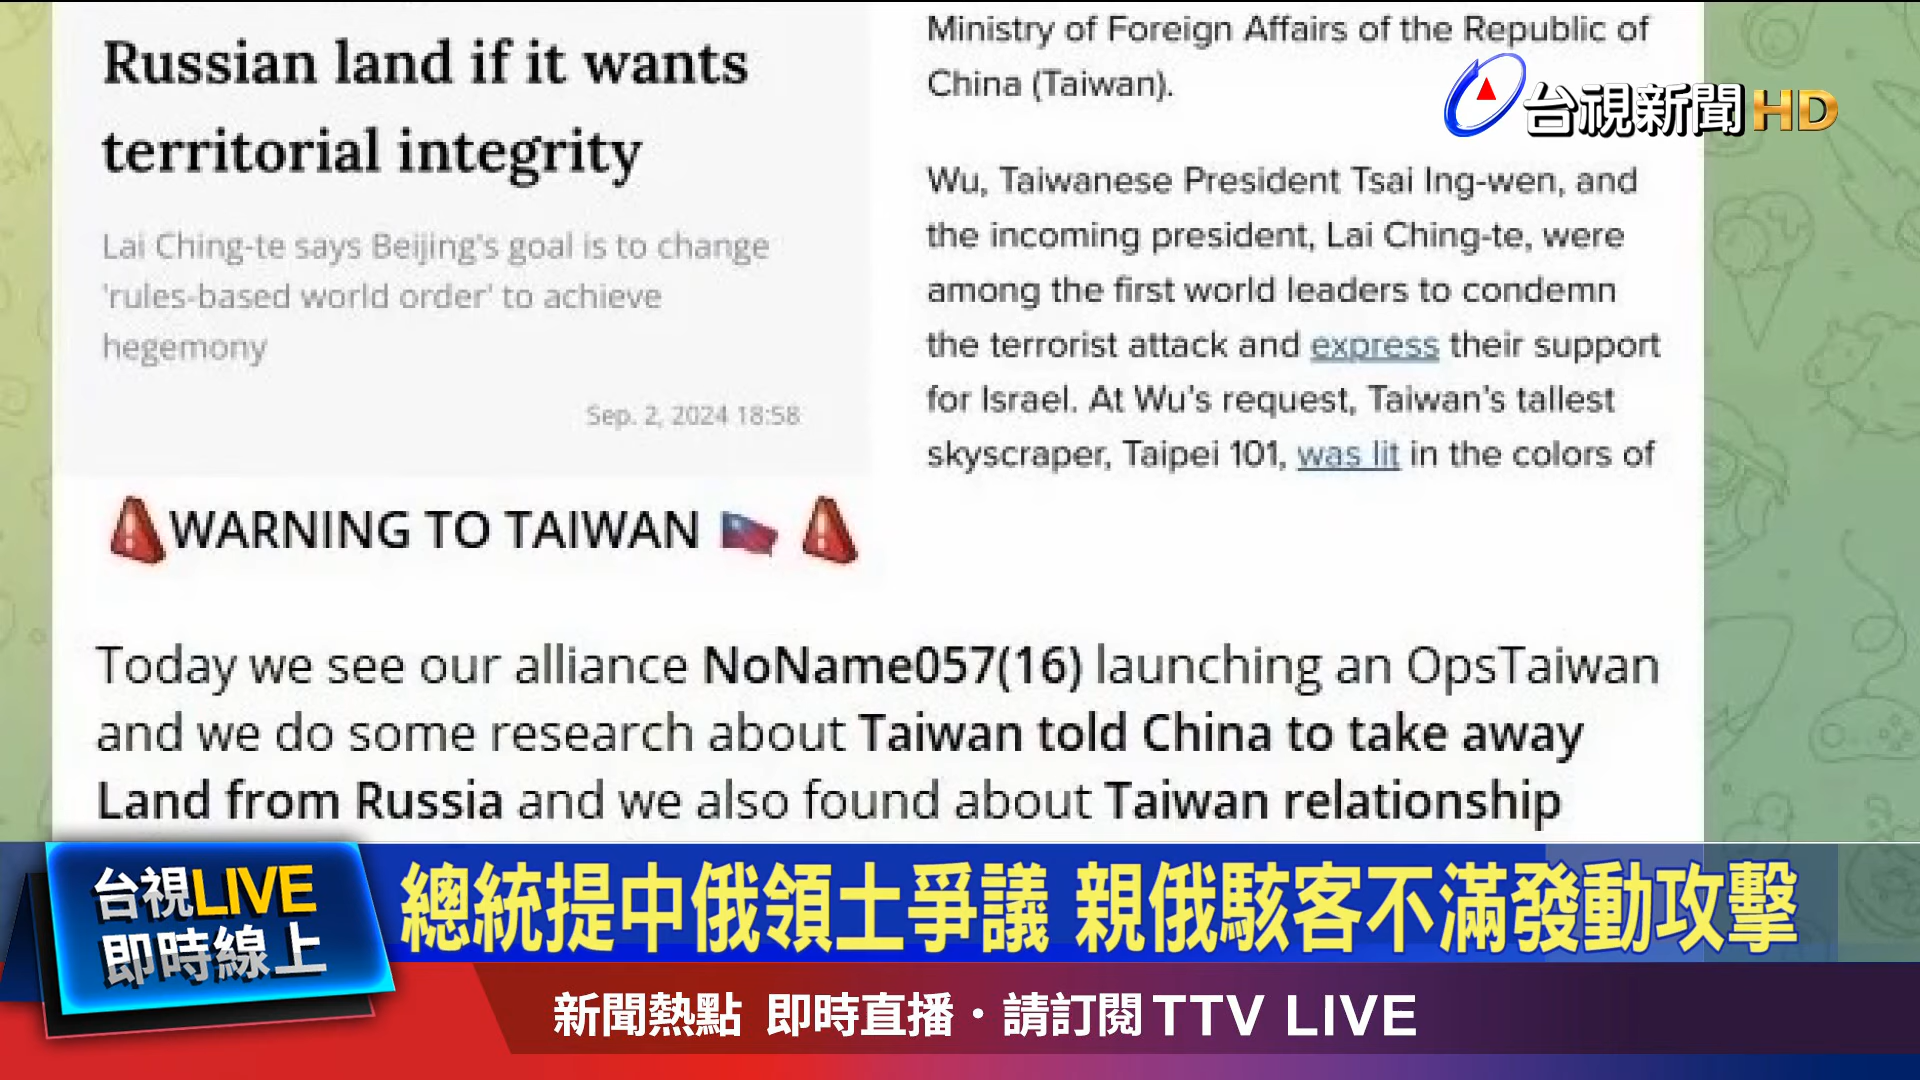 Russian land if it wants
territorial integrity
Lai Ching-te says Beijing's goal is to change
'rules-based world order' to achieve
hegemony
Sep. 2, 2024 18:58
Ministry of Foreign Affairs of the Republic of
China (Taiwan).
Wu, Taiwanese President Tsai Ing-wen, and
the incoming president, Lai Ching-te, were
among the first world leaders to condemn
the terrorist attack and express their support
for Israel. At Wu's request, Taiwan's tallest
skyscraper, Taipei 101, was lit in the colors of
台視新聞HD
WARNING TO TAIWAN
Today we see our alliance NoName057(16) launching an OpsTaiwan
and we do some research about Taiwan told China to take away
Land from Russia and we also found about Taiwan relationship
台視LIVE
即時線上
總統提中俄領土爭議 親俄駭客不滿發動攻擊
新聞熱點 即時直播·請訂閱TTV LIVE